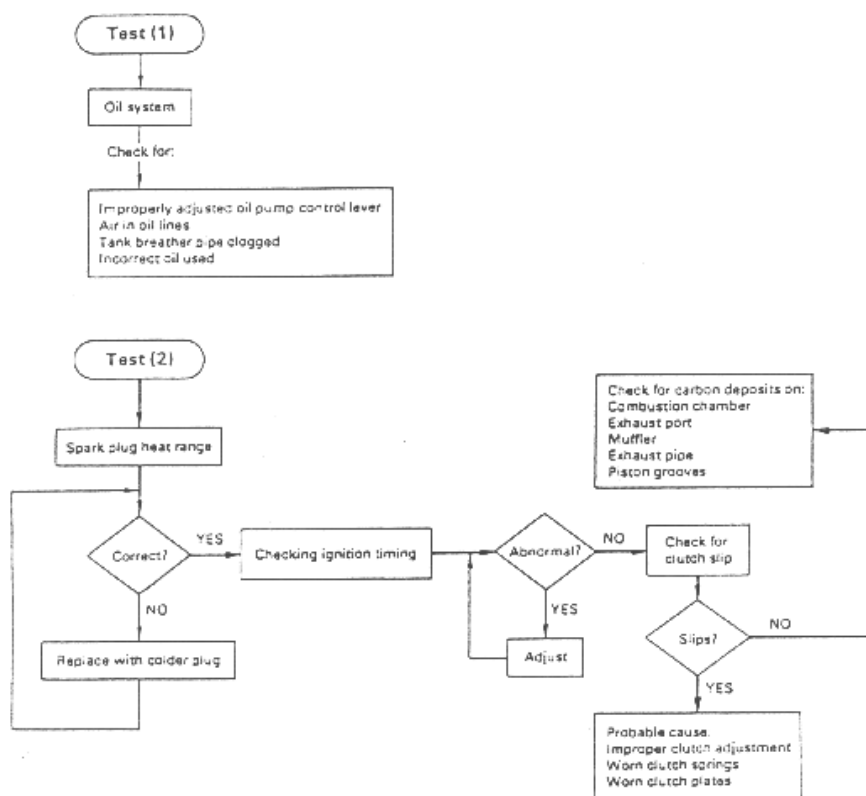 Test (1)
Oil system
Check for:
Improperly adjusted oil pump control lever
Air in oil lines
Tank breather pipe clogged
Incorrect oil used
Test (2)
Spark plug heat range
Correct?
YES
NO
Replace with colder plug
Checking ignition timing
Abnormal?
NO
YES
Adjust
Check for
clutch slip
Slips?
NO
YES
Check for carbon deposits on:
Combustion chamber
Exhaust port
Muffler
Exhaust pipe
Piston grooves
Probable cause:
Improper clutch adjustment
Worn clutch springs
Worn clutch plates